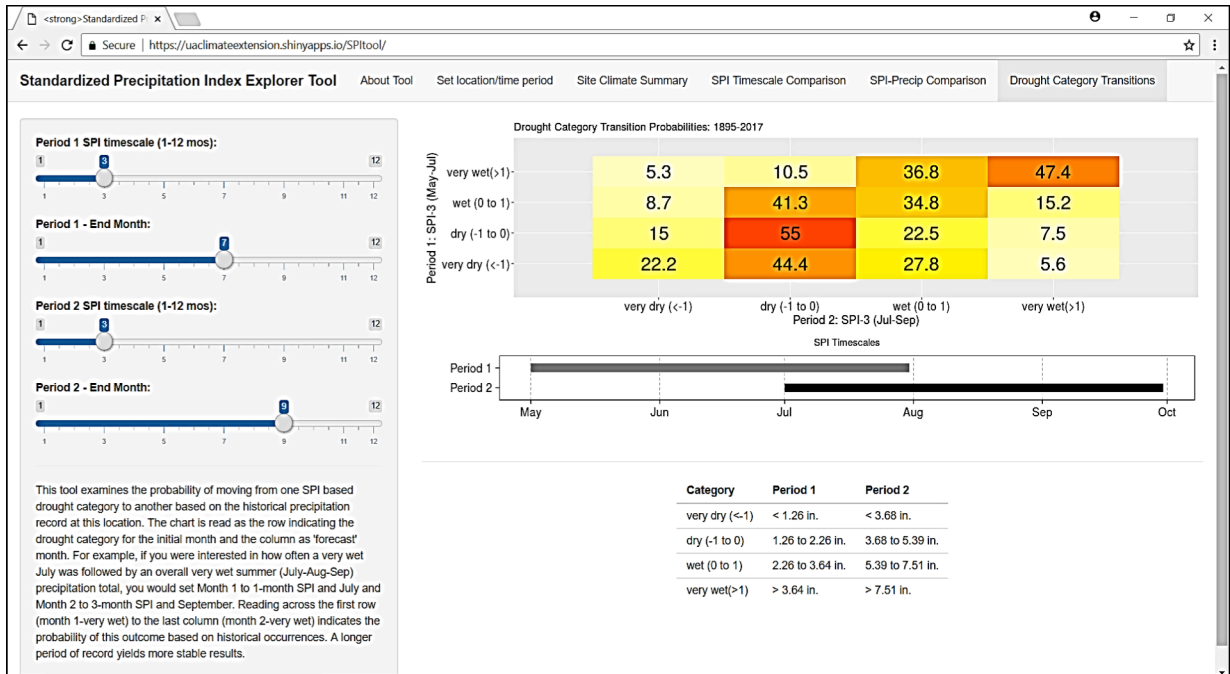 <strong>Standardized P
Secure | https://uaclimateextension.shinyapps.io/SPItool/
Standardized Precipitation Index Explorer Tool About Tool Set location/time period Site Climate Summary SPI Timescale Comparison SPI-Precip Comparison Drought Category Transitions
Period 1 SPI timescale (1-12 mos):
1 3 12
1 3 5 7 9 11 12
Period 1 - End Month:
1 7 12
1 3 5 7 9 11 12
Period 2 SPI timescale (1-12 mos):
1 3 12
1 3 5 7 9 11 12
Period 2 - End Month:
1 9 12
1 3 5 7 9 11 12
This tool examines the probability of moving from one SPI based
drought category to another based on the historical precipitation
record at this location. The chart is read as the row indicating the
drought category for the initial month and the column as 'forecast'
month. For example, if you were interested in how often a very wet
July was followed by an overall very wet summer (July-Aug-Sep)
precipitation total, you would set Month 1 to 1-month SPI and July and
Month 2 to 3-month SPI and September. Reading across the first row
(month 1-very wet) to the last column (month 2-very wet) indicates the
probability of this outcome based on historical occurrences. A longer
period of record yields more stable results.
Drought Category Transition Probabilities: 1895-2017
Period 1: SPI-3 (May-Jul)
very wet(>1) 5.3 10.5 36.8 47.4
wet (0 to 1) 8.7 41.3 34.8 15.2
dry (-1 to 0) 15 55 22.5 7.5
very dry (<-1) 22.2 44.4 27.8 5.6
very dry (<-1) dry (-1 to 0) wet (0 to 1) very wet(>1)
Period 2: SPI-3 (Jul-Sep)
SPI Timescales
Period 1
Period 2
May Jun Jul Aug Sep Oct
Category Period 1 Period 2
very dry (<-1) < 1.26 in. < 3.68 in.
dry (-1 to 0) 1.26 to 2.26 in. 3.68 to 5.39 in.
wet (0 to 1) 2.26 to 3.64 in. 5.39 to 7.51 in.
very wet(>1) > 3.64 in. > 7.51 in.